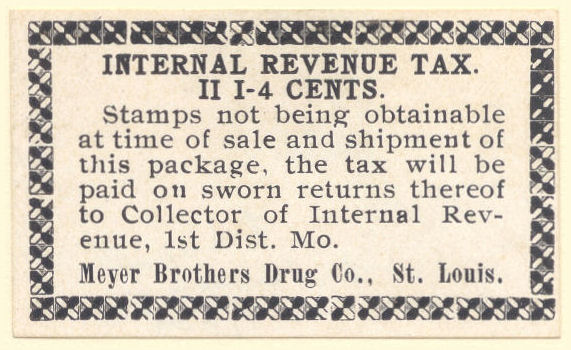 INTERNAL REVENUE TAX.
II I-4 CENTS.
Stamps not being obtainable
at time of sale and shipment of
this package, the tax will be
paid on sworn returns thereof
to Collector of Internal Rev-
enue, 1st Dist. Mo.
Meyer Brothers Drug Co., St. Louis.